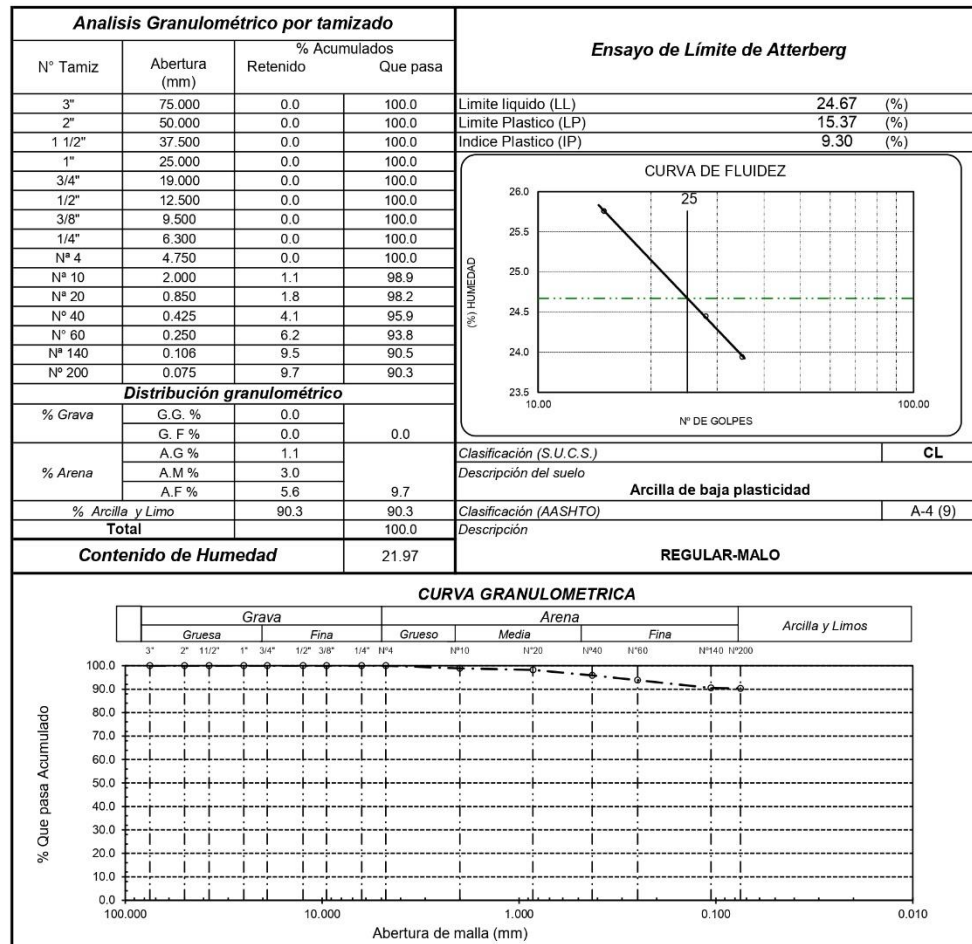 Analisis Granulométrico por tamizado
N° Tamiz Abertura (mm) % Acumulados
Retenido Que pasa
3" 75.000 0.0 100.0
2" 50.000 0.0 100.0
1 1/2" 37.500 0.0 100.0
1" 25.000 0.0 100.0
3/4" 19.000 0.0 100.0
1/2" 12.500 0.0 100.0
3/8" 9.500 0.0 100.0
1/4" 6.300 0.0 100.0
Nª 4 4.750 0.0 100.0
Nª 10 2.000 1.1 98.9
Nª 20 0.850 1.8 98.2
Nº 40 0.425 4.1 95.9
N° 60 0.250 6.2 93.8
Nª 140 0.106 9.5 90.5
Nº 200 0.075 9.7 90.3
Distribución granulométrico
% Grava G.G. % 0.0
G. F % 0.0 0.0
% Arena A.G % 1.1
A.M % 3.0
A.F % 5.6 9.7
% Arcilla y Limo 90.3 90.3
Total 100.0
Contenido de Humedad 21.97
Ensayo de Límite de Atterberg
Limite liquido (LL) 24.67 (%)
Limite Plastico (LP) 15.37 (%)
Indice Plastico (IP) 9.30 (%)
CURVA DE FLUIDEZ
25
(%) HUMEDAD
26.0
25.5
25.0
24.5
24.0
23.5
10.00 100.00
Nº DE GOLPES
Clasificación (S.U.C.S.) CL
Descripción del suelo
Arcilla de baja plasticidad
Clasificación (AASHTO) A-4 (9)
Descripción
REGULAR-MALO
CURVA GRANULOMETRICA
Grava Arena Arcilla y Limos
Gruesa Fina Grueso Media Fina
3" 2" 11/2" 1" 3/4" 1/2" 3/8" 1/4" Nº4 Nº10 Nº20 Nº40 Nº60 Nº140 Nº200
% Que pasa Acumulado
100.0
90.0
80.0
70.0
60.0
50.0
40.0
30.0
20.0
10.0
0.0
100.000 10.000 1.000 0.100 0.010
Abertura de malla (mm)